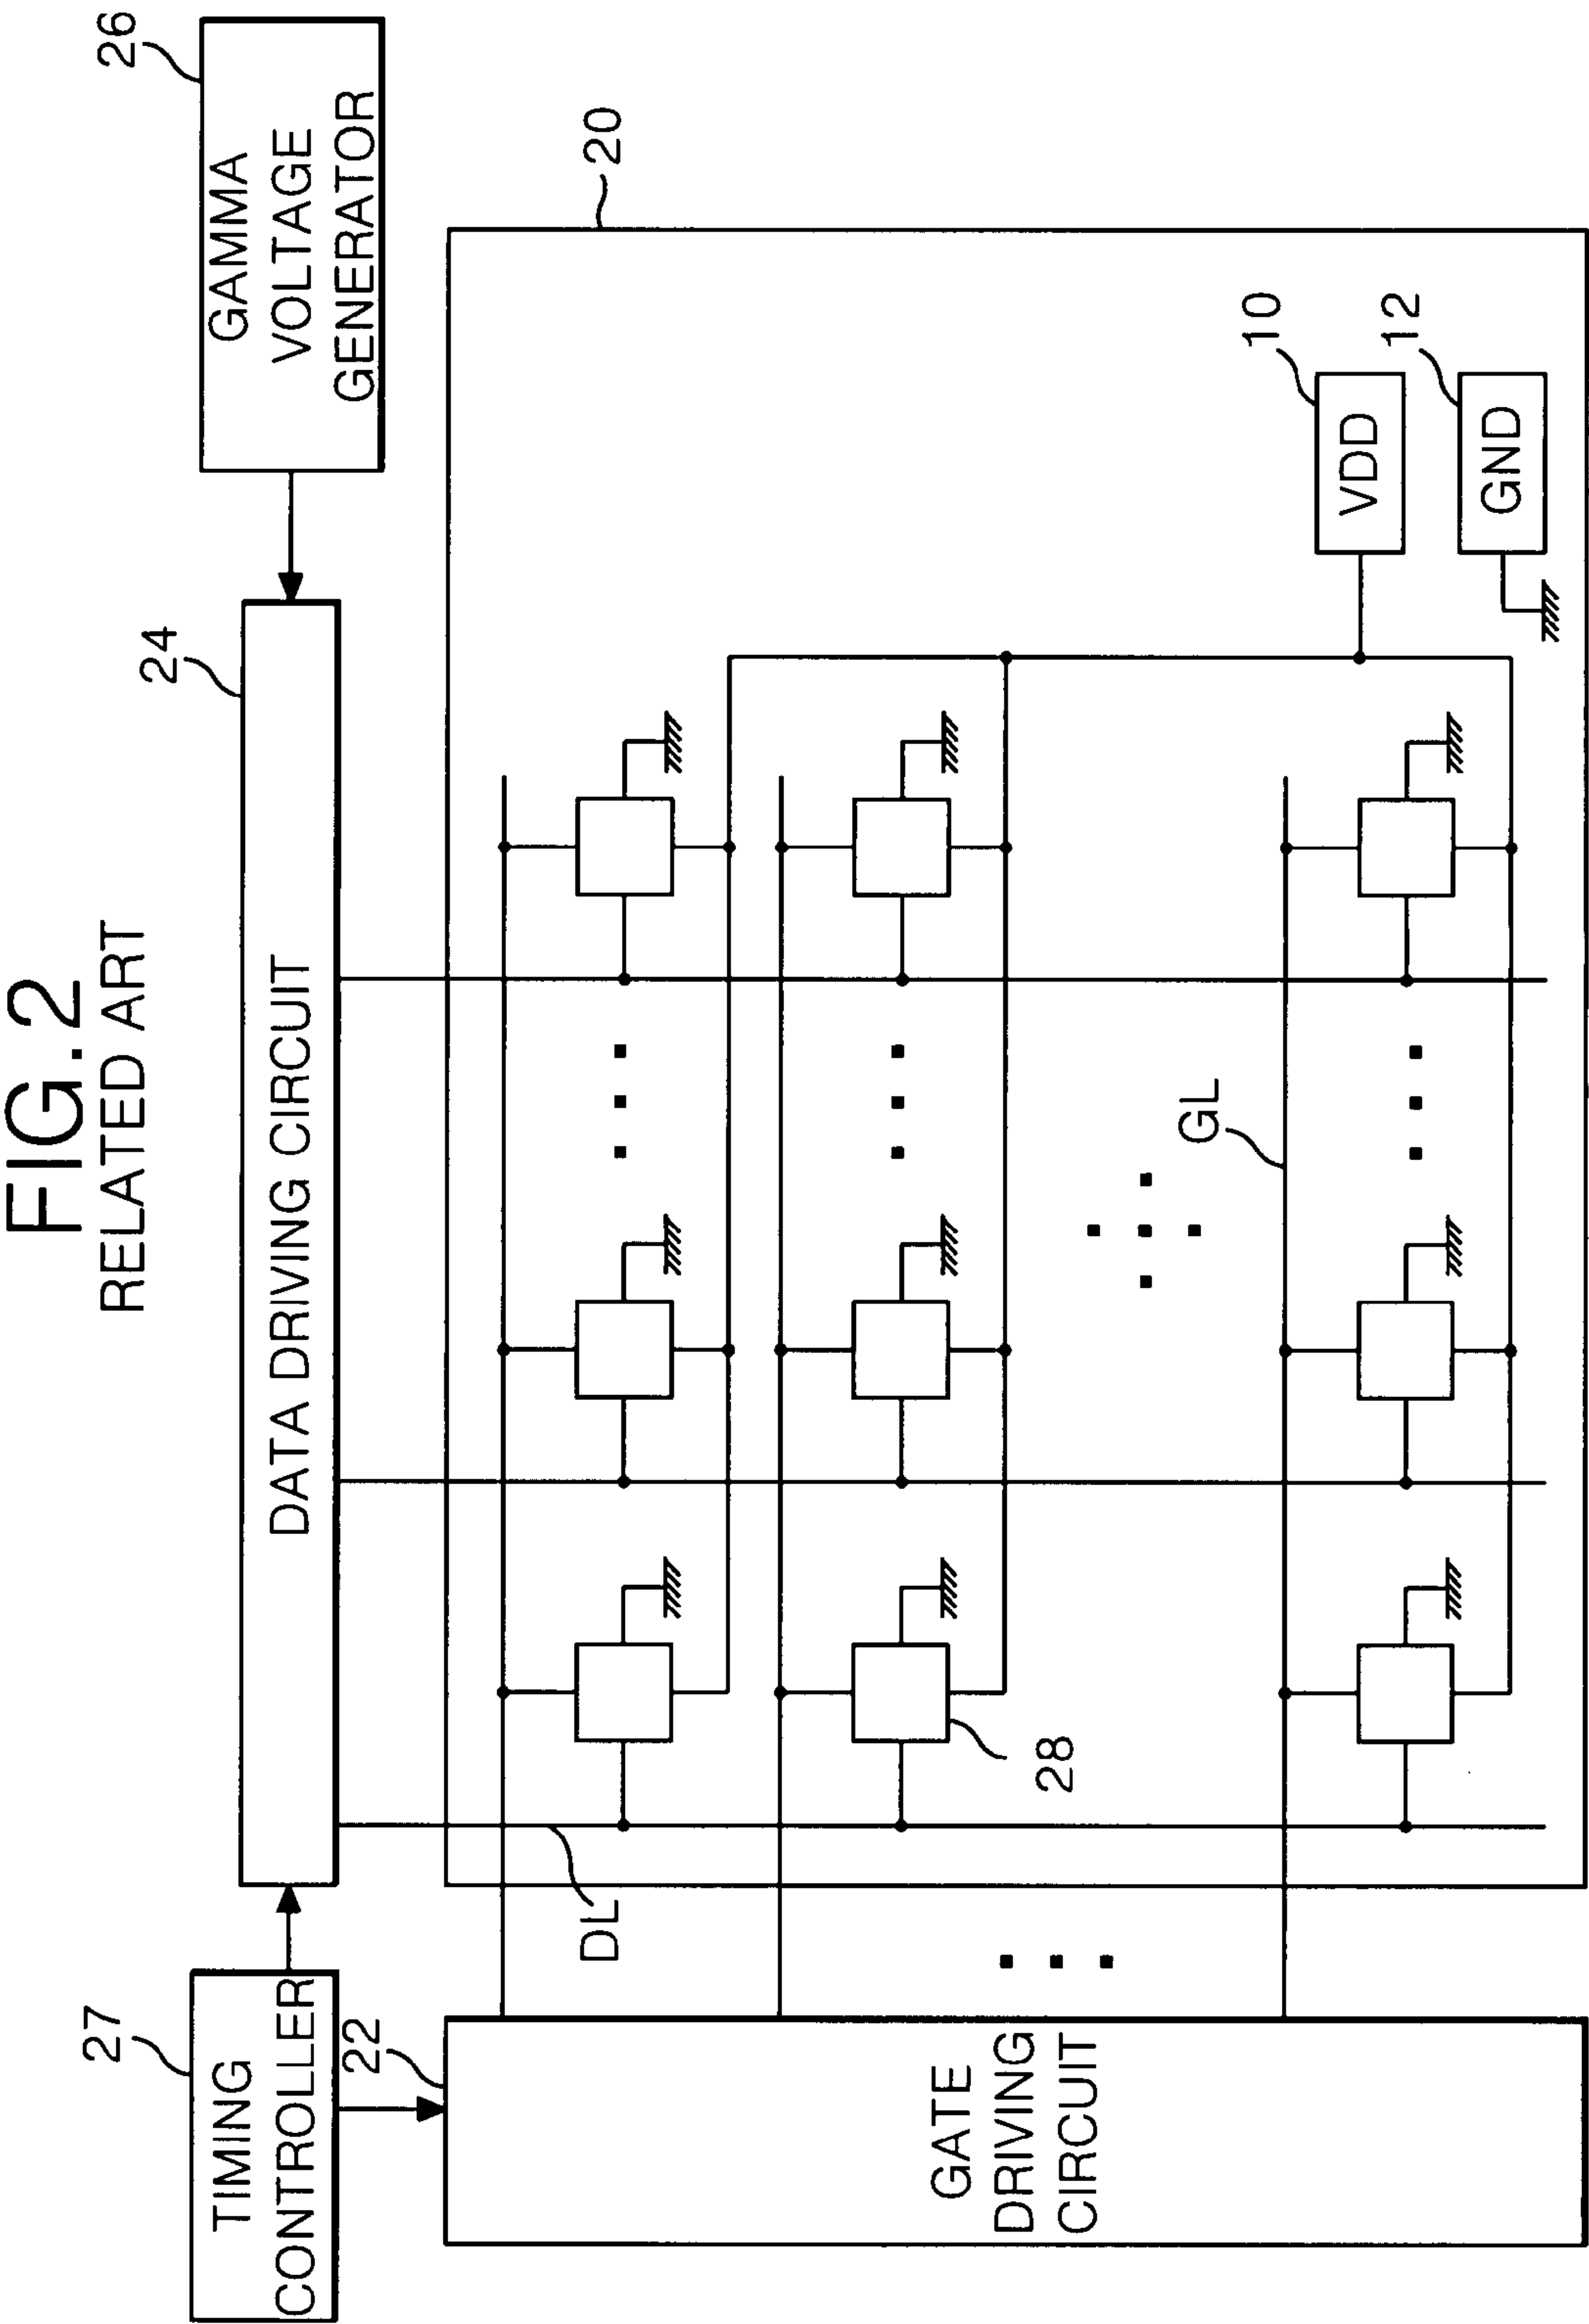 FIG.2
RELATED ART
27
TIMING
CONTROLLER
24
DATA DRIVING CIRCUIT
26
GAMMA
VOLTAGE
GENERATOR
22
GATE
DRIVING
CIRCUIT
DL
20
28
GL
10
VDD
12
GND